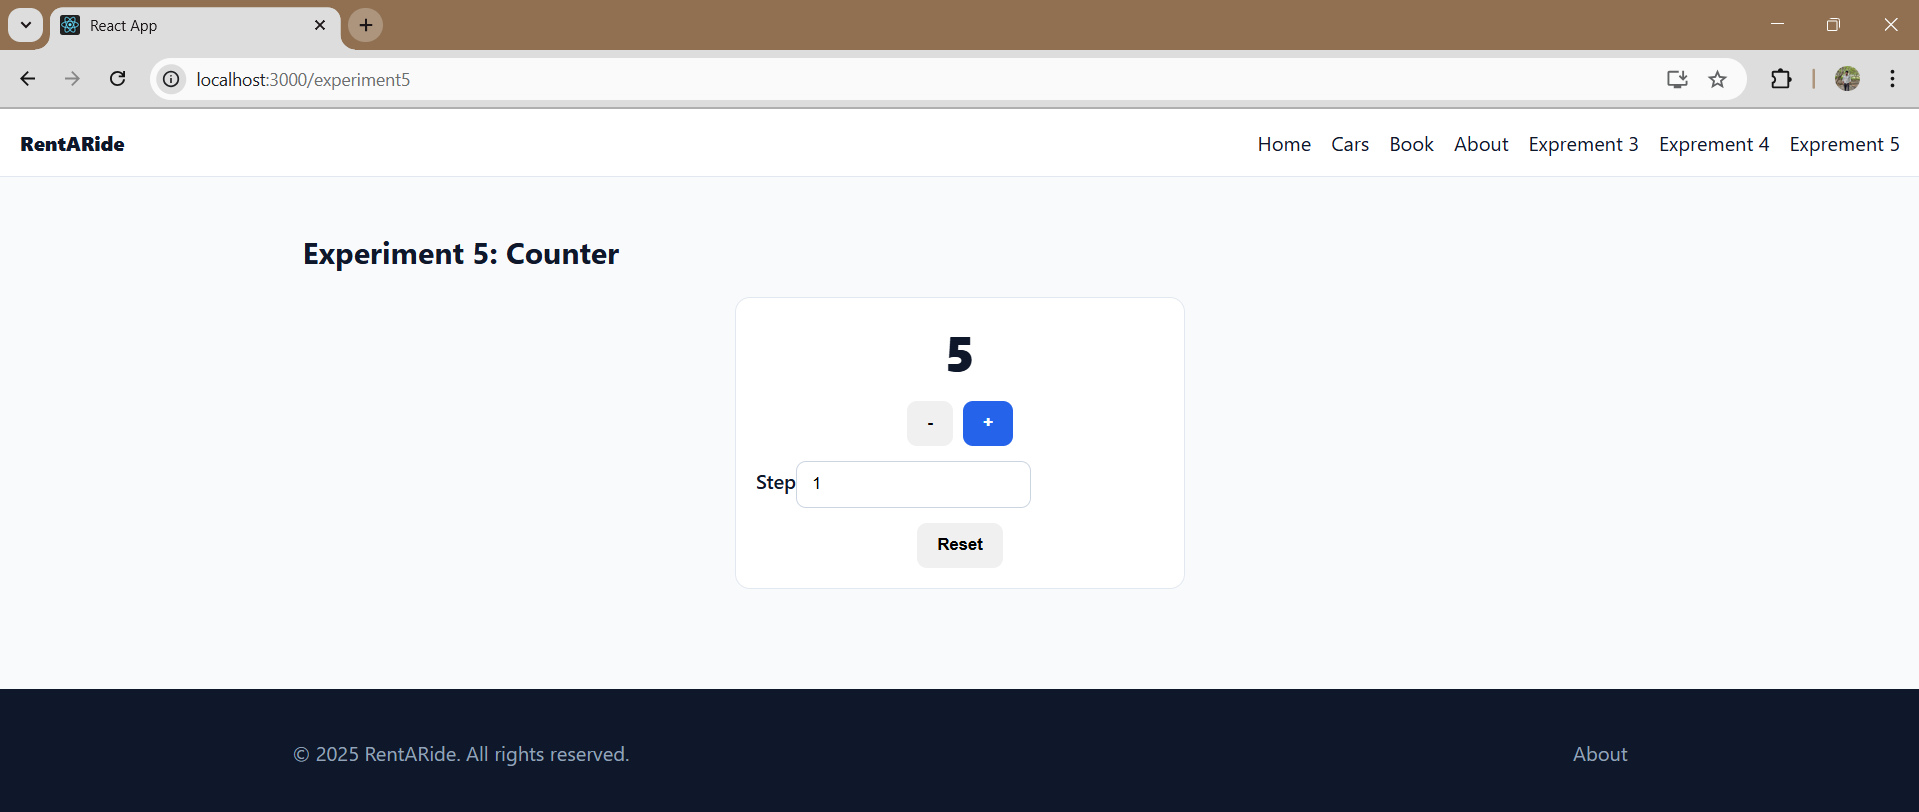 React App
localhost:3000/experiment5
RentARide
Home Cars Book About Exprement 3 Exprement 4 Exprement 5
Experiment 5: Counter
5
- +
Step 1
Reset
© 2025 RentARide. All rights reserved. About